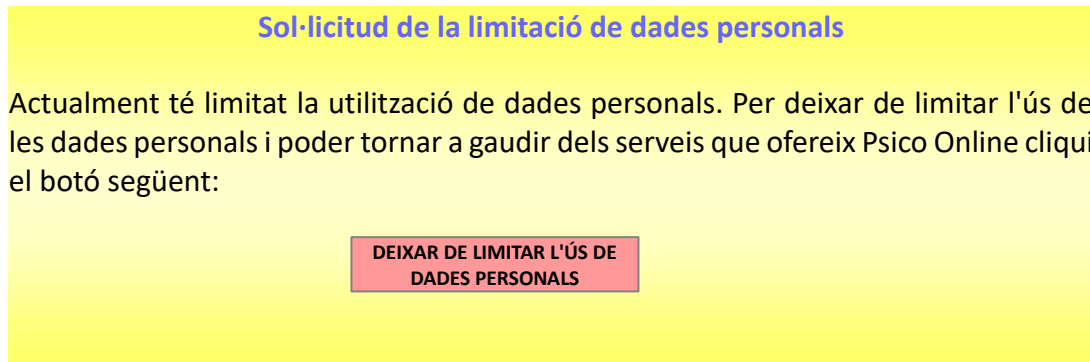 Sol·licitud de la limitació de dades personals
Actualment té limitat la utilització de dades personals. Per deixar de limitar l'ús de
les dades personals i poder tornar a gaudir dels serveis que ofereix Psico Online cliqui
el botó següent:
DEIXAR DE LIMITAR L'ÚS DE
DADES PERSONALS